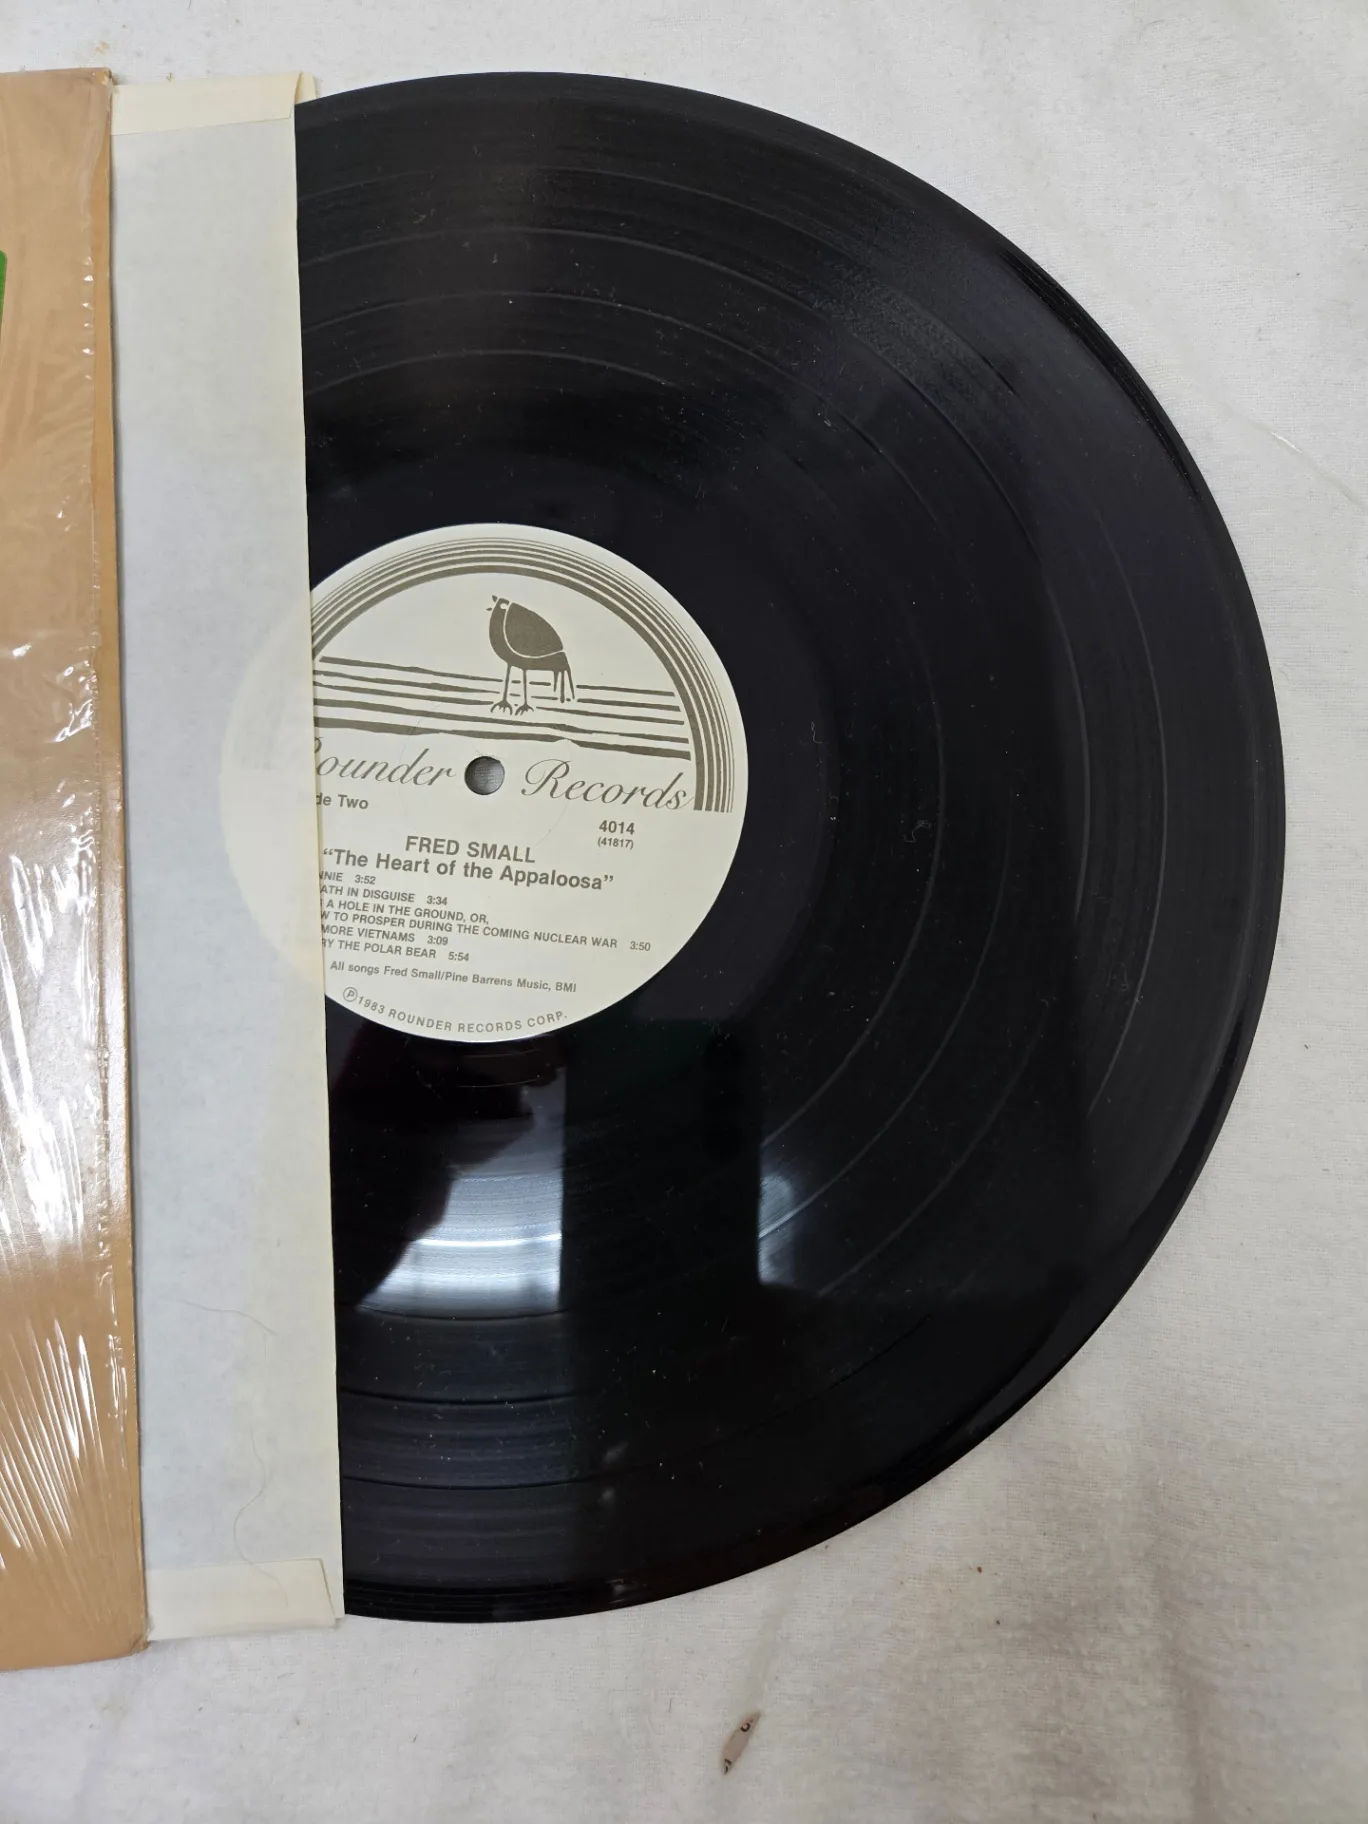 ounder Records
de Two
4014
(41817)
FRED SMALL
“The Heart of the Appaloosa”
NNIE 3:52
ATH IN DISGUISE 3:34
A HOLE IN THE GROUND, OR,
W TO PROSPER DURING THE COMING NUCLEAR WAR 3:50
MORE VIETNAMS 3:09
RY THE POLAR BEAR 5:54
All songs Fred Small/Pine Barrens Music, BMI
Ⓟ1983 ROUNDER RECORDS CORP.